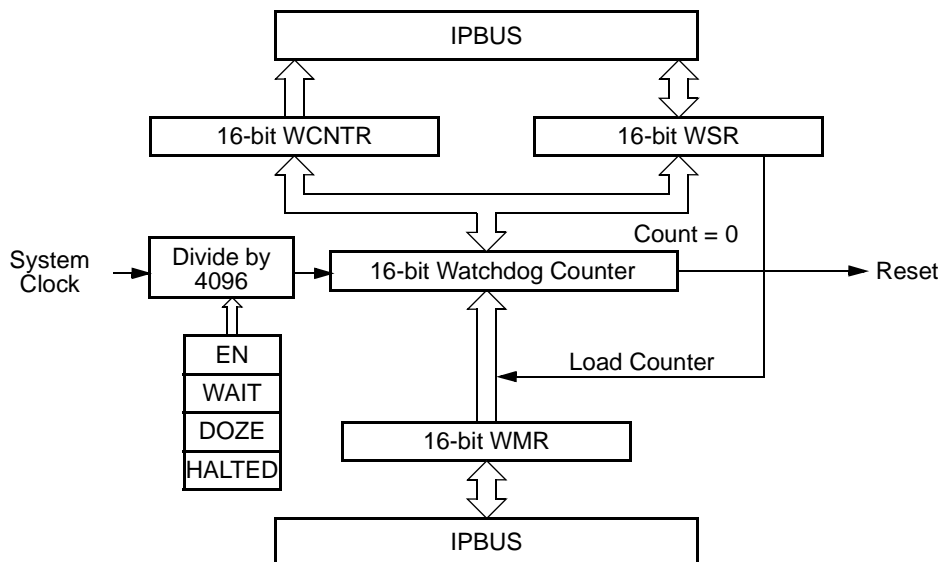 IPBUS
16-bit WCNTR
16-bit WSR
Count = 0
System
Clock
Divide by
4096
16-bit Watchdog Counter
Reset
EN
WAIT
DOZE
HALTED
Load Counter
16-bit WMR
IPBUS